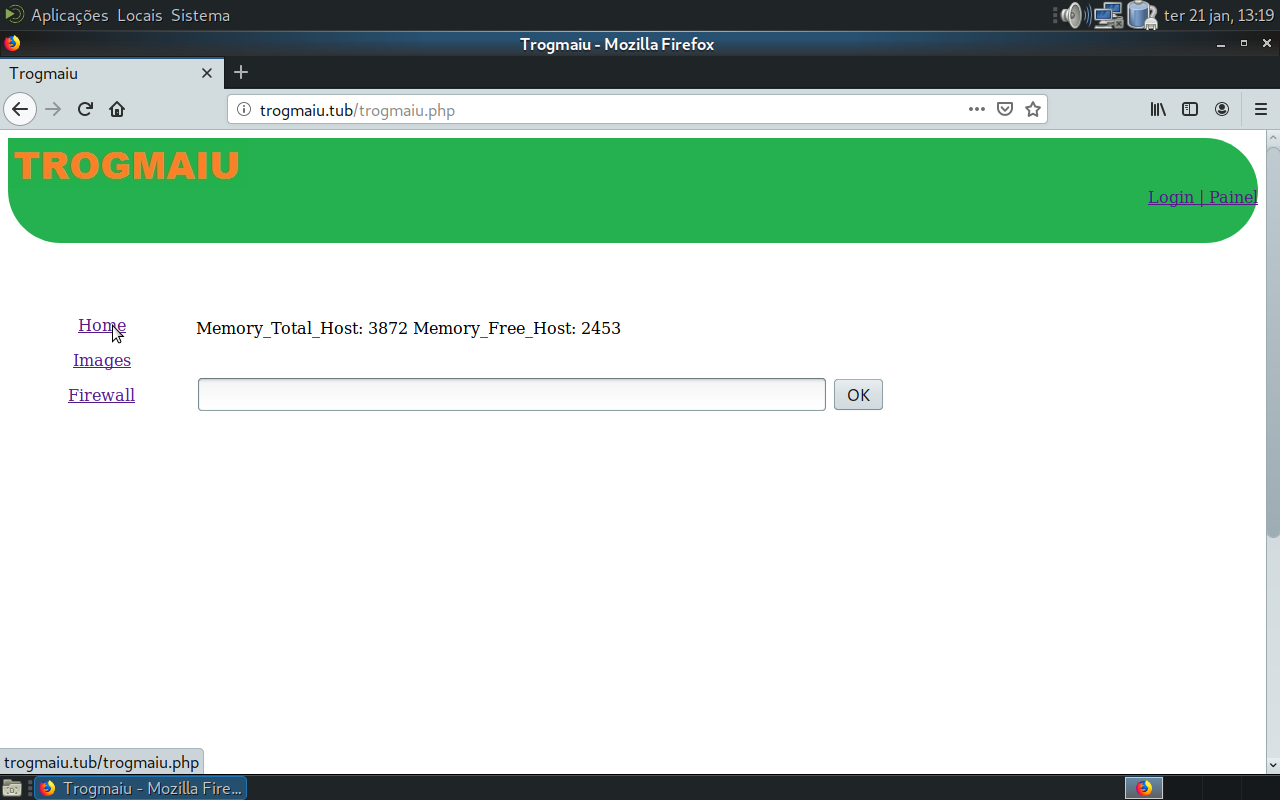 Aplicações Locais Sistema
ter 21 jan, 13:19
Trogmaiu - Mozilla Firefox
Trogmaiu
trogmaiu.tub/trogmaiu.php
TROGMAIU
Login | Painel
Home
Memory_Total_Host: 3872 Memory_Free_Host: 2453
Images
Firewall
OK
trogmaiu.tub/trogmaiu.php
Trogmaiu - Mozilla Fire...